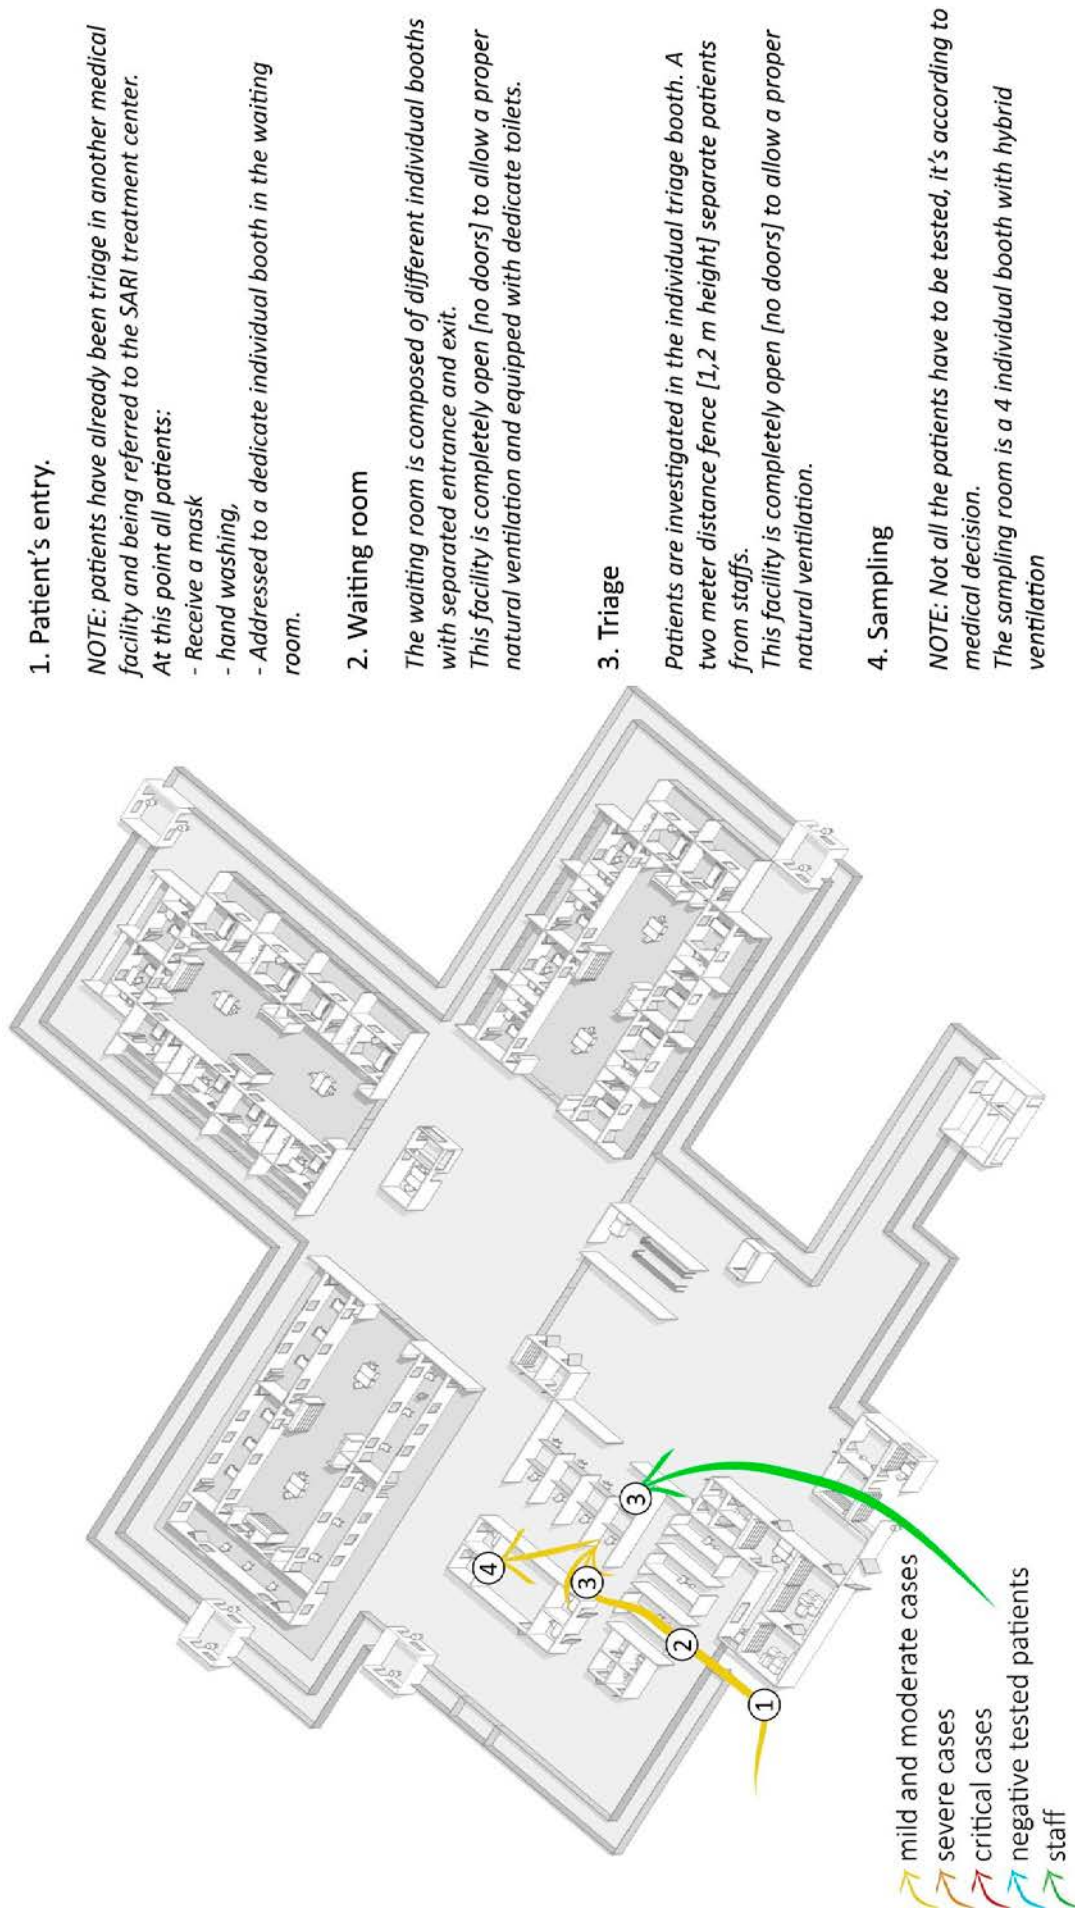 1. Patient's entry.
NOTE: patients have already been triage in another medical
facility and being referred to the SARI treatment center.
At this point all patients:
- Receive a mask
- hand washing,
- Addressed to a dedicate individual booth in the waiting
room.
2. Waiting room
The waiting room is composed of different individual booths
with separated entrance and exit.
This facility is completely open [no doors] to allow a proper
natural ventilation and equipped with dedicate toilets.
3. Triage
Patients are investigated in the individual triage booth. A
two meter distance fence [1,2 m height] separate patients
from staffs.
This facility is completely open [no doors] to allow a proper
natural ventilation.
4. Sampling
NOTE: Not all the patients have to be tested, it's according to
medical decision.
The sampling room is a 4 individual booth with hybrid
ventilation
4
3
3
2
1
mild and moderate cases
severe cases
critical cases
negative tested patients
staff